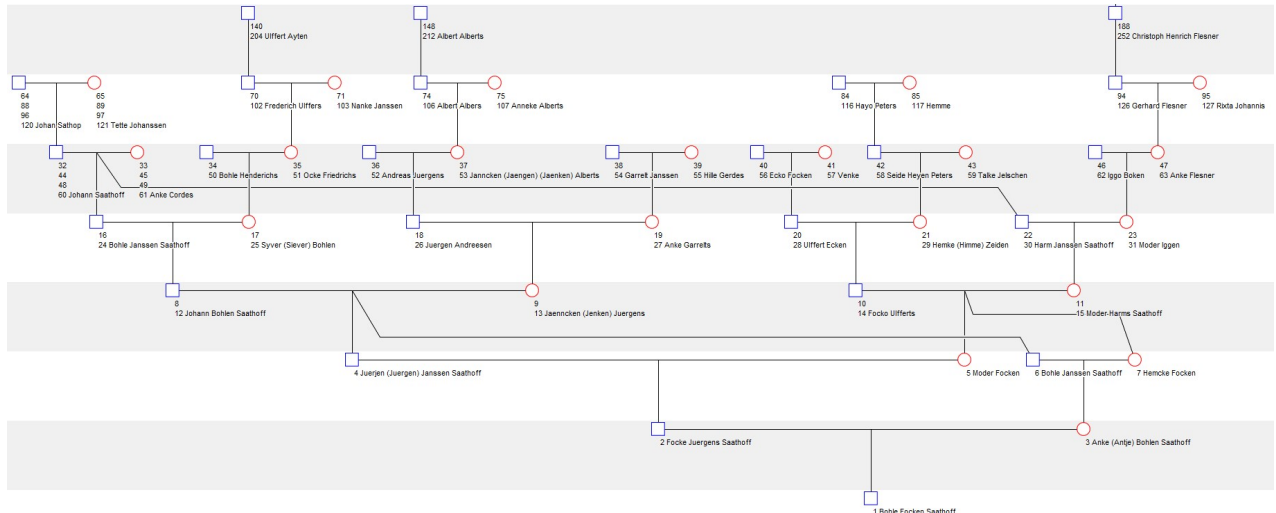 140
204 Ulffert Ayten
148
212 Albert Alberts
188
252 Christoph Henrich Flesner
64
88
96
120 Johan Sathop
65
89
97
121 Tette Johanssen
70
102 Frederich Ulffers
71
103 Nanke Janssen
74
106 Albert Albers
75
107 Anneke Alberts
84
116 Hayo Peters
85
117 Hemme
94
126 Gerhard Flesner
95
127 Rixta Johannis
32
44
48
60 Johann Saathoff
33
45
49
61 Anke Cordes
34
50 Bohle Henderichs
35
51 Ocke Friedrichs
36
52 Andreas Juergens
37
53 Janncken (Jaengen) (Jaenken) Alberts
38
54 Garrelt Janssen
39
55 Hille Gerdes
40
56 Ecko Focken
41
57 Venke
42
58 Seide Heyen Peters
43
59 Talke Jelschen
46
62 Iggo Boken
47
63 Anke Flesner
16
24 Bohle Janssen Saathoff
17
25 Syver (Siever) Bohlen
18
26 Juergen Andreesen
19
27 Anke Garrelts
20
28 Ulffert Ecken
21
29 Hemke (Himme) Zeiden
22
30 Harm Janssen Saathoff
23
31 Moder Iggen
8
12 Johann Bohlen Saathoff
9
13 Jaenncken (Jenken) Juergens
10
14 Focko Ulfferts
11
15 Moder-Harms Saathoff
4 Juerjen (Juergen) Janssen Saathoff
5 Moder Focken
6 Bohle Janssen Saathoff
7 Hemcke Focken
2 Focke Juergens Saathoff
3 Anke (Antje) Bohlen Saathoff
1 Bohle Focken Saathoff